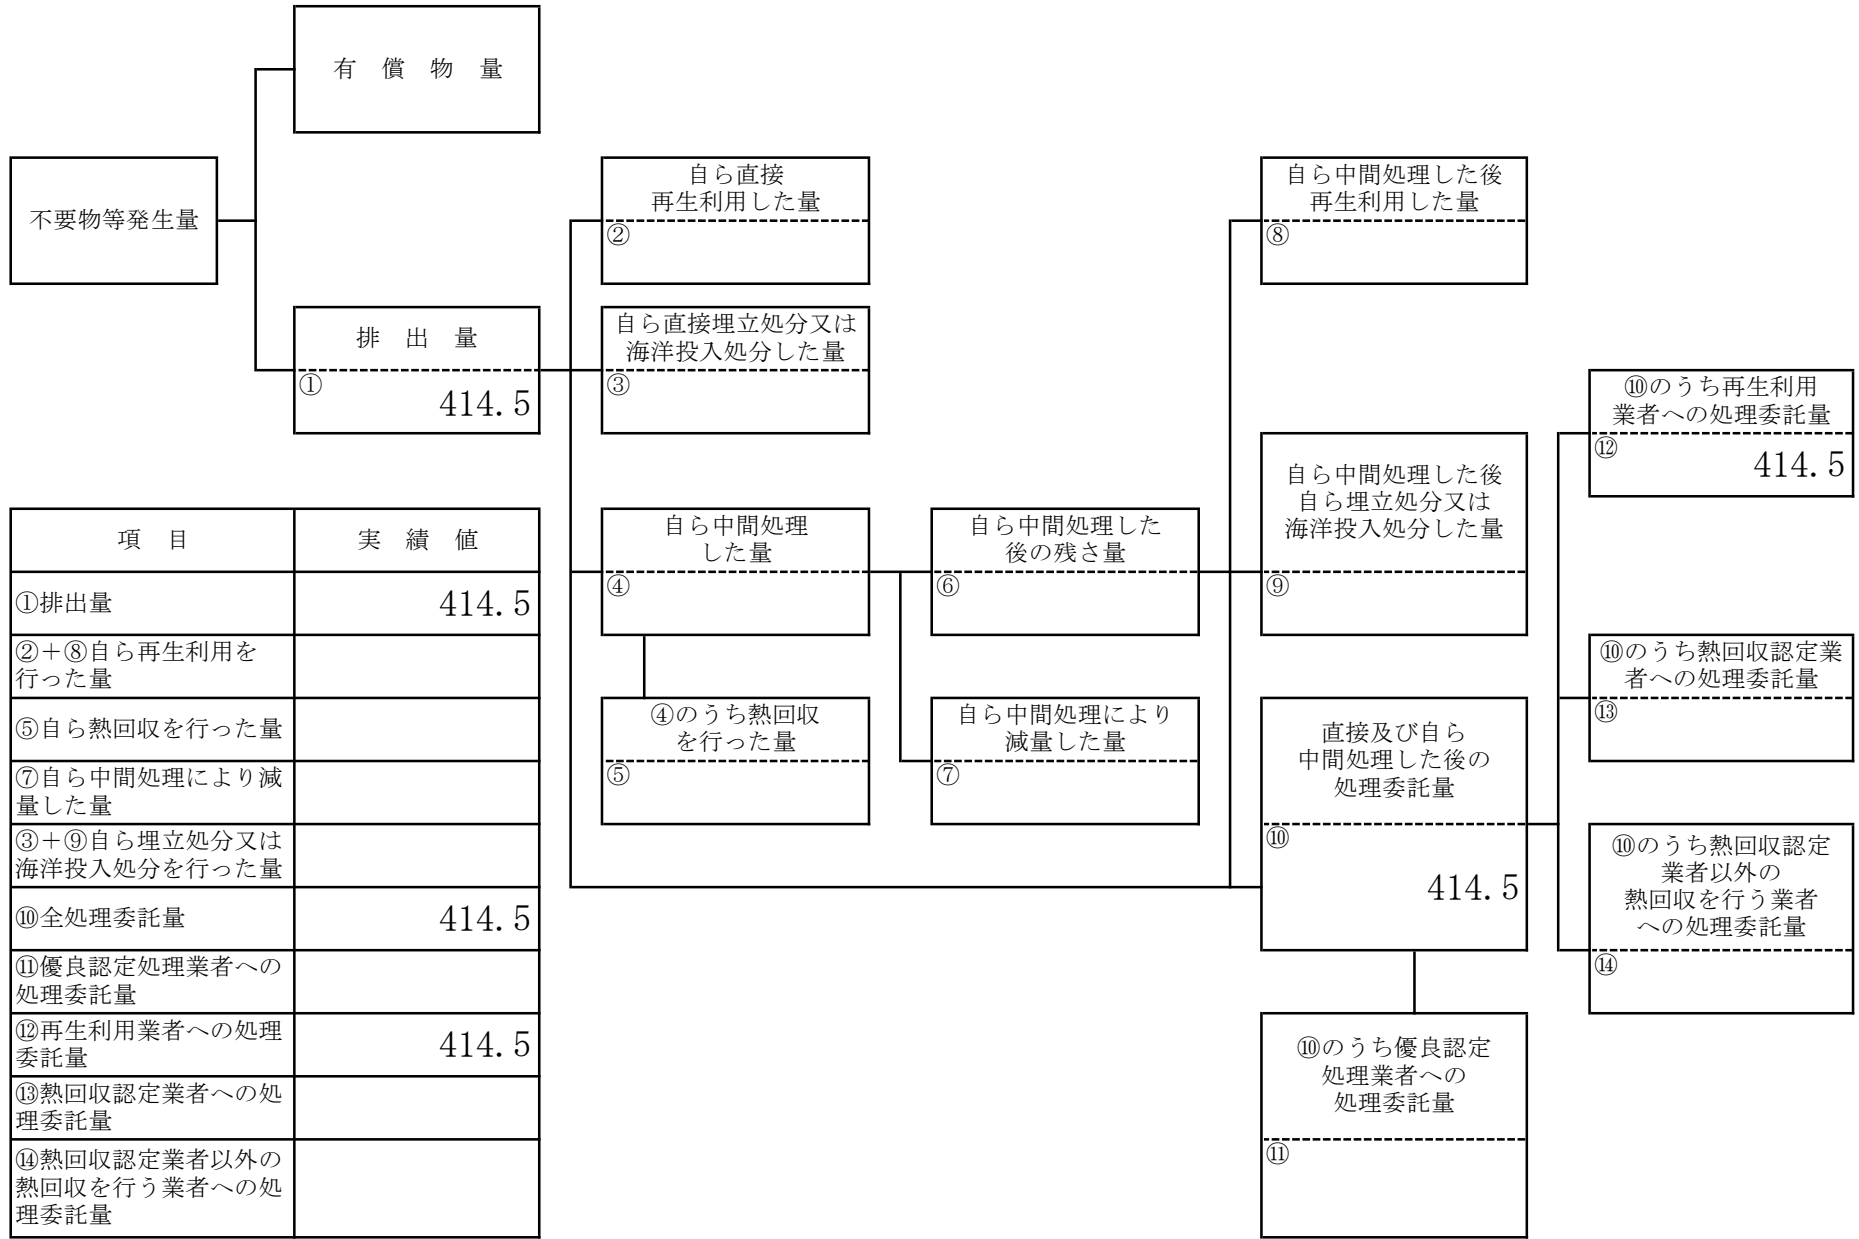 有 償 物 量
不要物等発生量
排 出 量
①
414.5
自ら直接
再生利用した量
②
自ら直接埋立処分又は
海洋投入処分した量
③
自ら中間処理
した量
④
④のうち熱回収
を行った量
⑤
自ら中間処理した
後の残さ量
⑥
自ら中間処理により
減量した量
⑦
自ら中間処理した後
再生利用した量
⑧
自ら中間処理した後
自ら埋立処分又は
海洋投入処分した量
⑨
直接及び自ら
中間処理した後の
処理委託量
⑩
414.5
⑩のうち優良認定
処理業者への
処理委託量
⑪
⑩のうち再生利用
業者への処理委託量
⑫
414.5
⑩のうち熱回収認定業
者への処理委託量
⑬
⑩のうち熱回収認定
業者以外の
熱回収を行う業者
への処理委託量
⑭
項 目
実 績 値
①排出量
414.5
②+⑧自ら再生利用を
行った量
⑤自ら熱回収を行った量
⑦自ら中間処理により減
量した量
③+⑨自ら埋立処分又は
海洋投入処分を行った量
⑩全処理委託量
414.5
⑪優良認定処理業者への
処理委託量
⑫再生利用業者への処理
委託量
414.5
⑬熱回収認定業者への処
理委託量
⑭熱回収認定業者以外の
熱回収を行う業者への処
理委託量